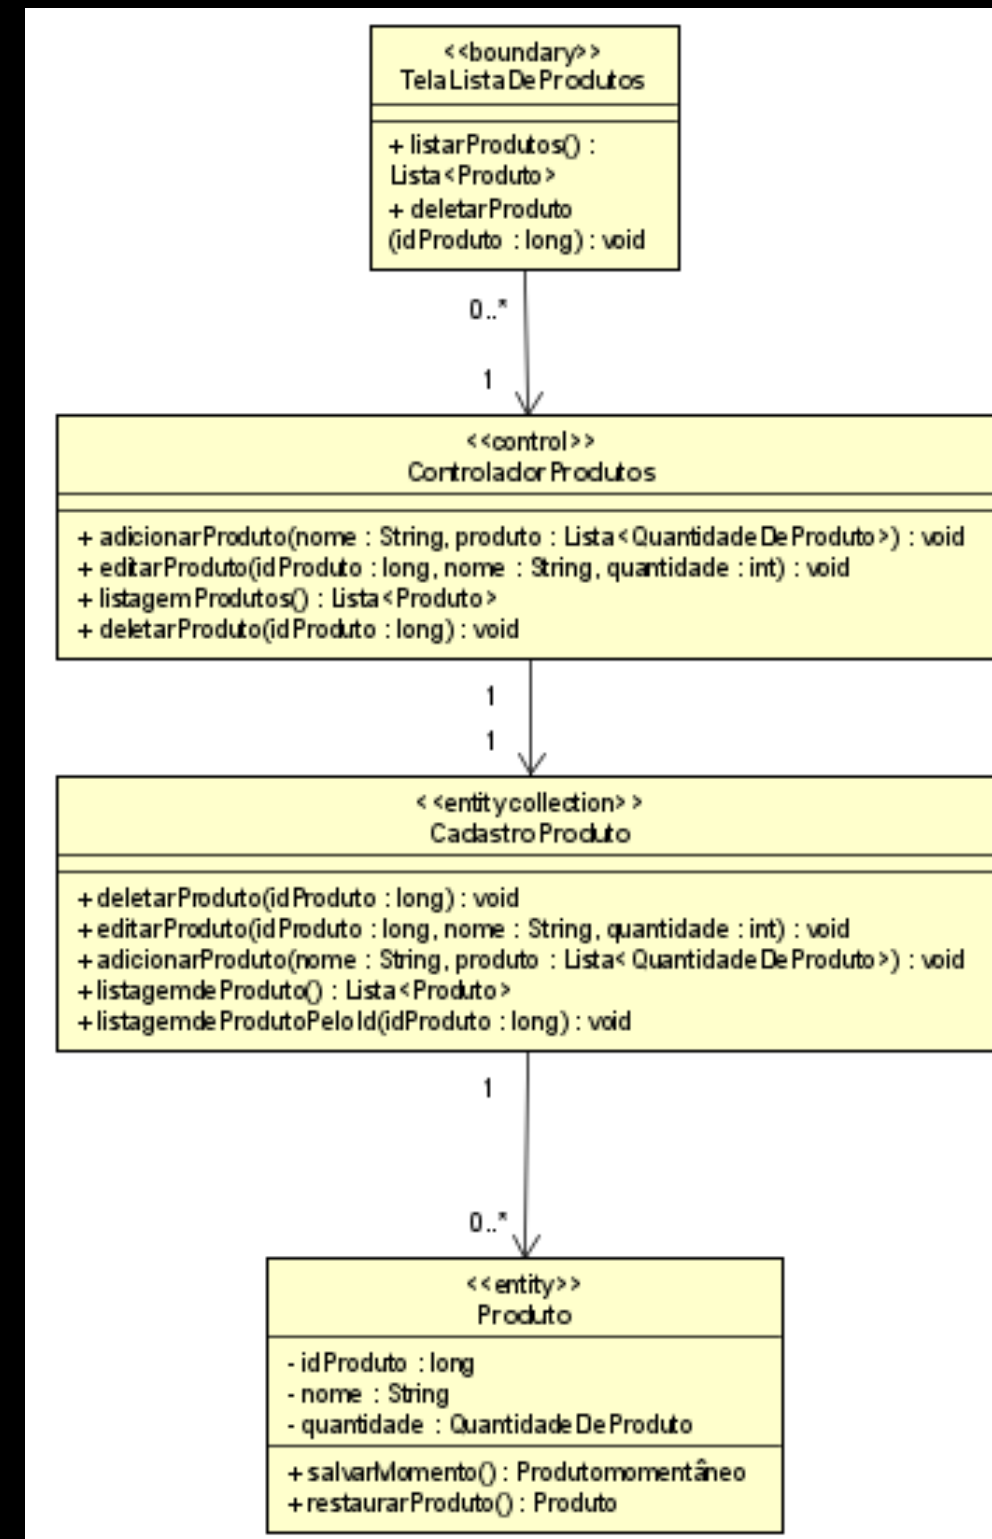 <<boundary>>
TelaListaDeProdutos
+ listarProdutos() :
Lista<Produto>
+ deletarProduto
(idProduto : long) : void
0..*
1
<<control>>
ControladorProdutos
+ adicionarProduto(nome : String, produto : Lista<QuantidadeDeProduto>) : void
+ editarProduto(idProduto : long, nome : String, quantidade : int) : void
+ listagemProdutos() : Lista<Produto>
+ deletarProduto(idProduto : long) : void
1
1
<<entitycollection>>
CadastroProduto
+ deletarProduto(idProduto : long) : void
+ editarProduto(idProduto : long, nome : String, quantidade : int) : void
+ adicionarProduto(nome : String, produto : Lista<QuantidadeDeProduto>) : void
+ listagemdeProduto() : Lista<Produto>
+ listagemdeProdutoPeloId(idProduto : long) : void
1
0..*
<<entity>>
Produto
- idProduto : long
- nome : String
- quantidade : QuantidadeDeProduto
+ salvarMomento() : Produtomomentâneo
+ restaurarProduto() : Produto